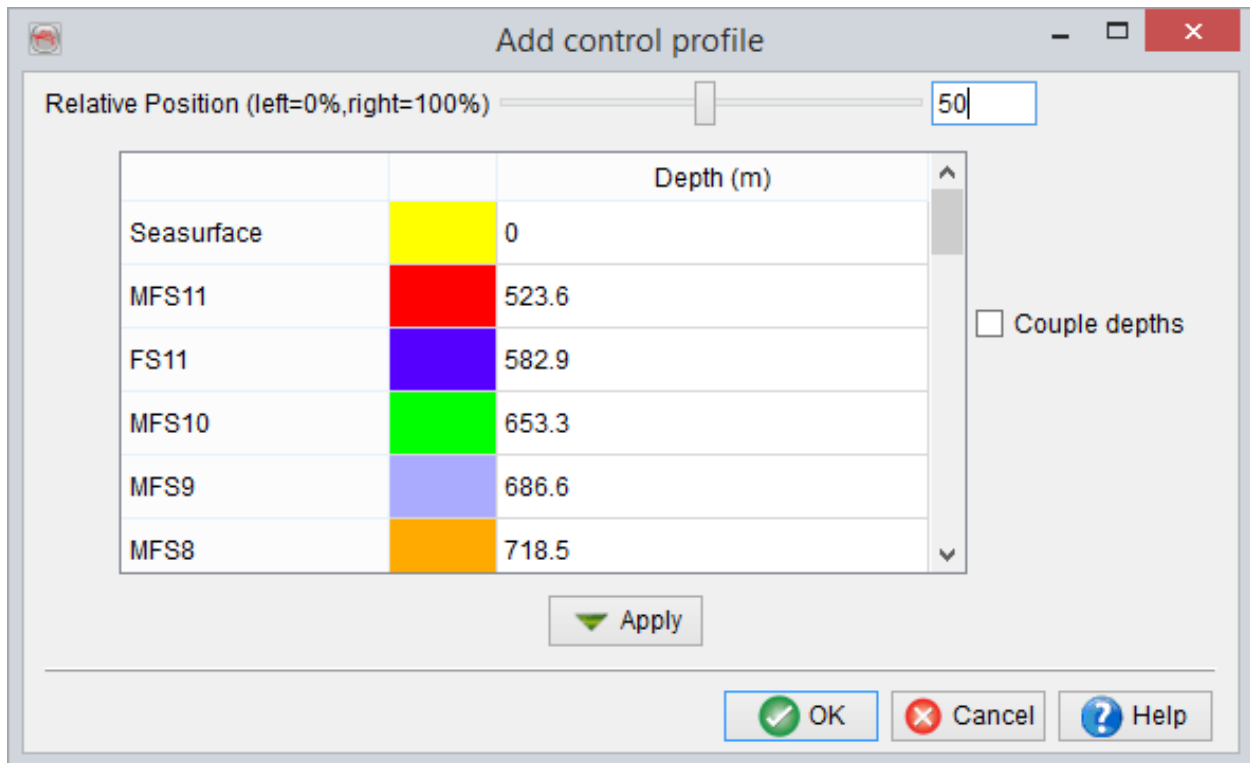 Add control profile
Relative Position (left=0%,right=100%) 50
Depth (m)
Seasurface 0
MFS11 523.6
FS11 582.9
MFS10 653.3
MFS9 686.6
MFS8 718.5
Couple depths
Apply
OK Cancel Help